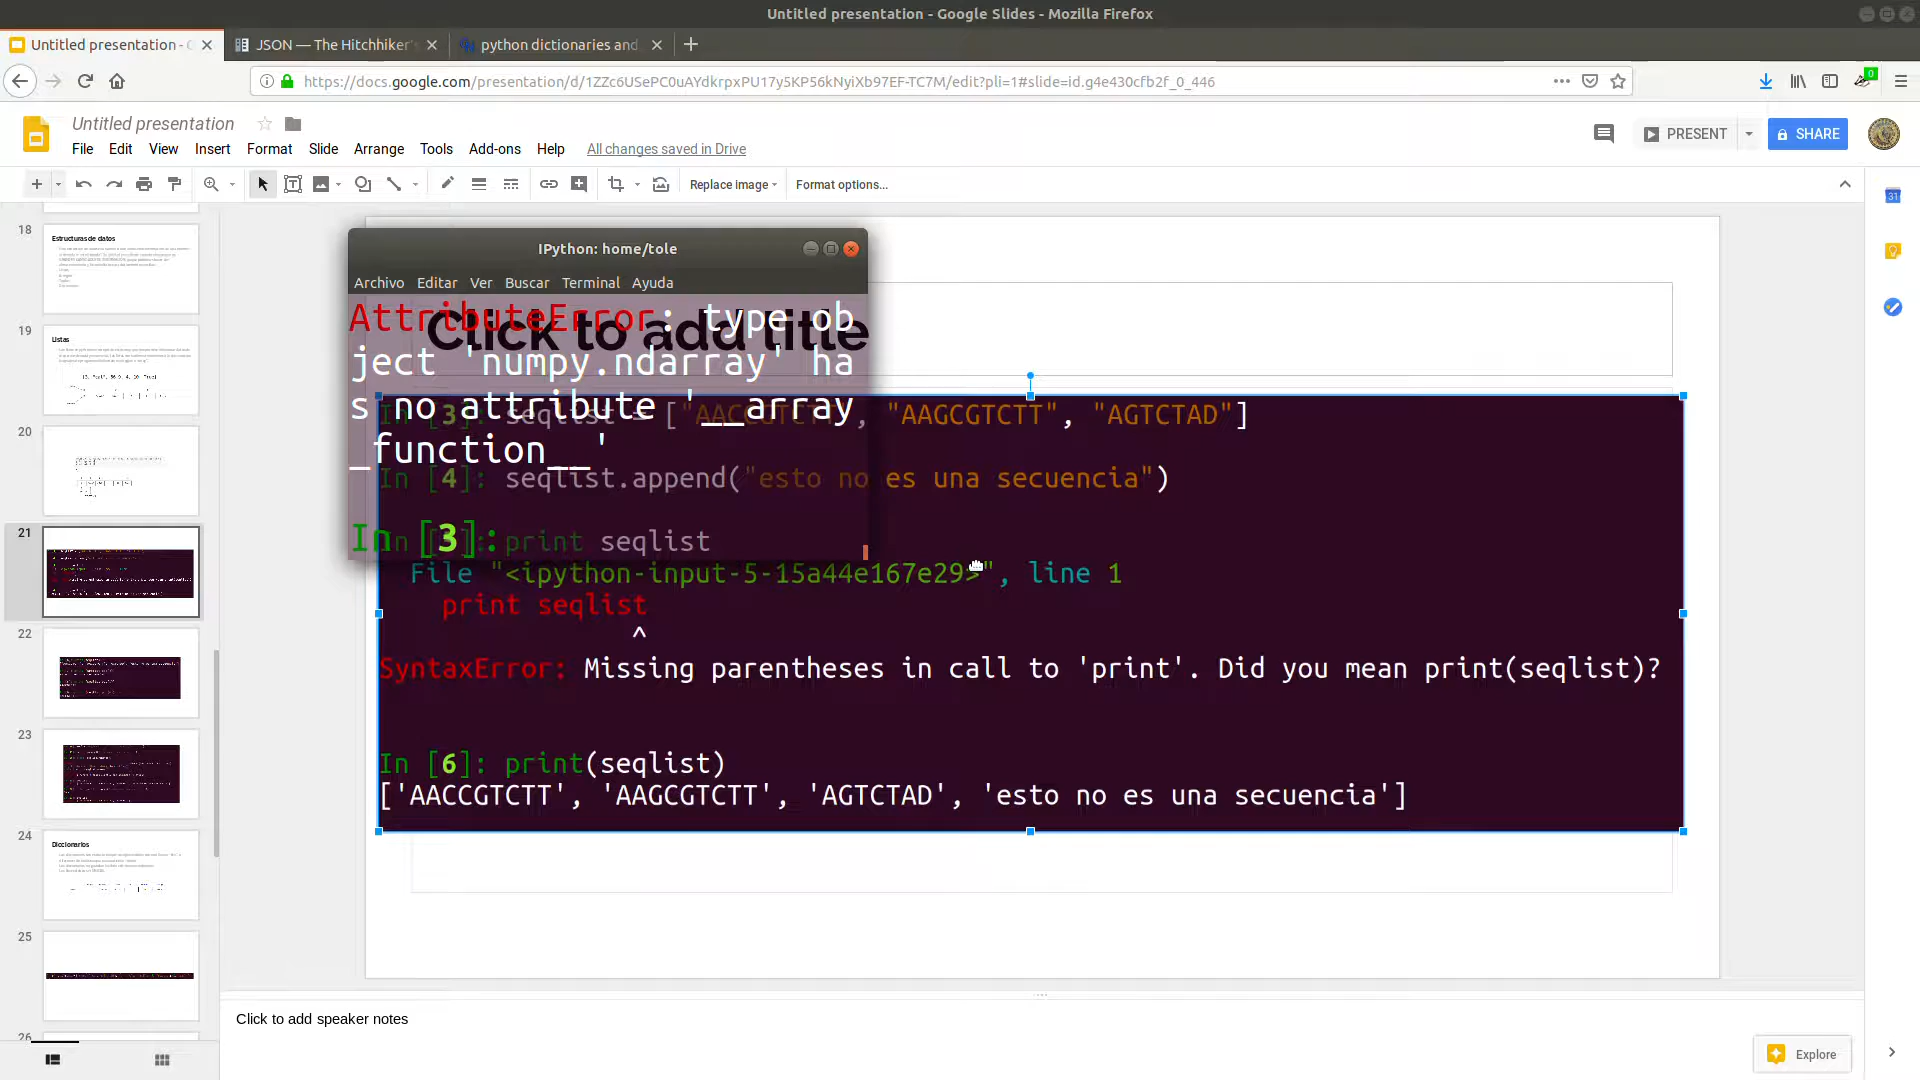 Untitled presentation - Google Slides - Mozilla Firefox
Untitled presentation - G
JSON — The Hitchhiker's
python dictionaries and
https://docs.google.com/presentation/d/1ZZc6USePC0uAYdkrpxPU17y5KP56kNyiXb97EF-TC7M/edit?pli=1#slide=id.g4e430cfb2f_0_446
0
Untitled presentation
PRESENT
SHARE
File Edit View Insert Format Slide Arrange Tools Add-ons Help All changes saved in Drive
Replace image
Format options...
31
18
Estructuras de datos
19
Listas
20
21
22
23
24
Diccionarios
25
26
IPython: home/tole
Archivo Editar Ver Buscar Terminal Ayuda
AttributeError: type ob
ject 'numpy.ndarray' ha
s no attribute '__array
_function__'
In [3]:
Click to add title
In [3]: seqlist = ["AACCGTCTT", "AAGCGTCTT", "AGTCTAD"]
In [4]: seqlist.append("esto no es una secuencia")
print seqlist
File "<ipython-input-5-15a44e167e29>", line 1
print seqlist
^
SyntaxError: Missing parentheses in call to 'print'. Did you mean print(seqlist)?
In [6]: print(seqlist)
['AACCGTCTT', 'AAGCGTCTT', 'AGTCTAD', 'esto no es una secuencia']
Click to add speaker notes
Explore